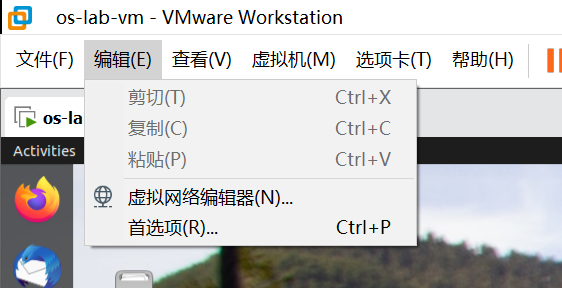 os-lab-vm - VMware Workstation
文件(F) 编辑(E) 查看(V) 虚拟机(M) 选项卡(T) 帮助(H)
剪切(T) Ctrl+X
os-la
复制(C) Ctrl+C
Activities
粘贴(P) Ctrl+V
虚拟网络编辑器(N)...
首选项(R)... Ctrl+P